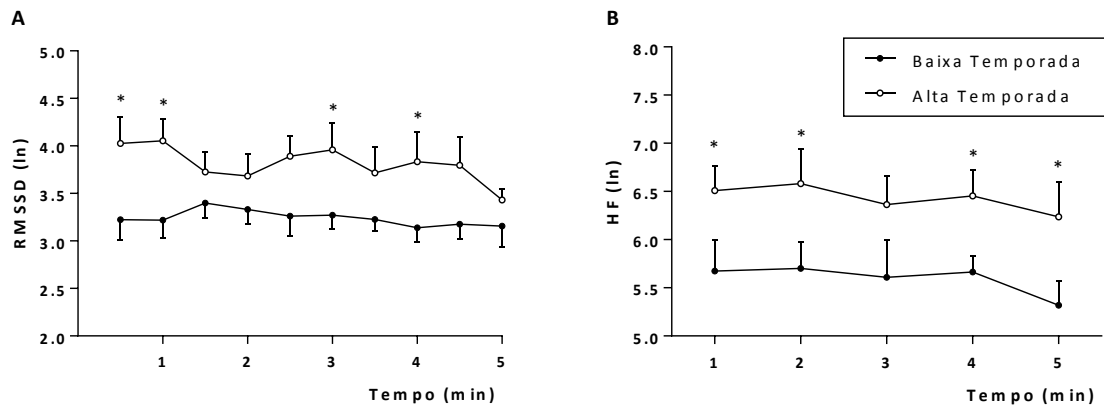 A
RMSSD (ln)
5.0
4.5
4.0
3.5
3.0
2.5
2.0
* * * *
1 2 3 4 5
Tempo (min)
B
HF (ln)
8.0
7.5
7.0
6.5
6.0
5.5
5.0
Baixa Temporada
Alta Temporada
* * * *
1 2 3 4 5
Tempo (min)